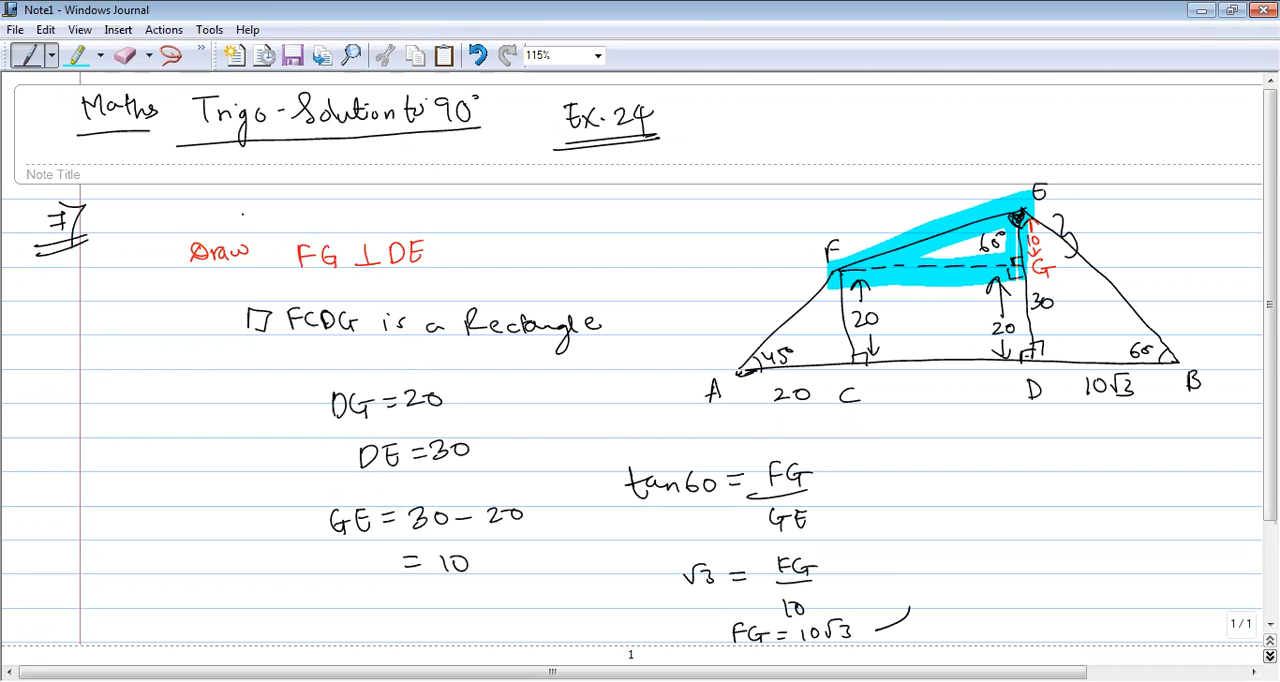 Note1 - Windows Journal
File Edit View Insert Actions Tools Help
115%
Maths Trigo-Solution to 90° Ex. 24
Note Title
#7
Draw FG ⊥ DE
□ FCDG is a Rectangle
DG = 20
DE = 30
GE = 30 - 20
= 10
E
F
60°
10
G
20
20
30
45°
60
A
20
C
D
10√3
B
tan60 = FG
GE
√3 = FG
10
FG = 10√3
1/1
1